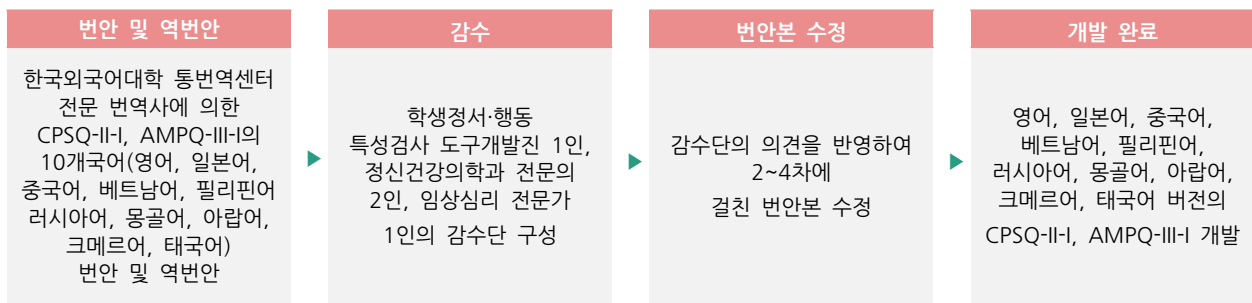 번안 및 역번안
한국외국어대학 통번역센터
전문 번역사에 의한
CPSQ-II-I, AMPQ-III-I의
10개국어(영어, 일본어,
중국어, 베트남어, 필리핀어
러시아어, 몽골어, 아랍어,
크메르어, 태국어)
번안 및 역번안
감수
학생정서·행동
특성검사 도구개발진 1인,
정신건강의학과 전문의
2인, 임상심리 전문가
1인의 감수단 구성
번안본 수정
감수단의 의견을 반영하여
2~4차에
걸친 번안본 수정
개발 완료
영어, 일본어, 중국어,
베트남어, 필리핀어,
러시아어, 몽골어, 아랍어,
크메르어, 태국어 버전의
CPSQ-II-I, AMPQ-III-I 개발